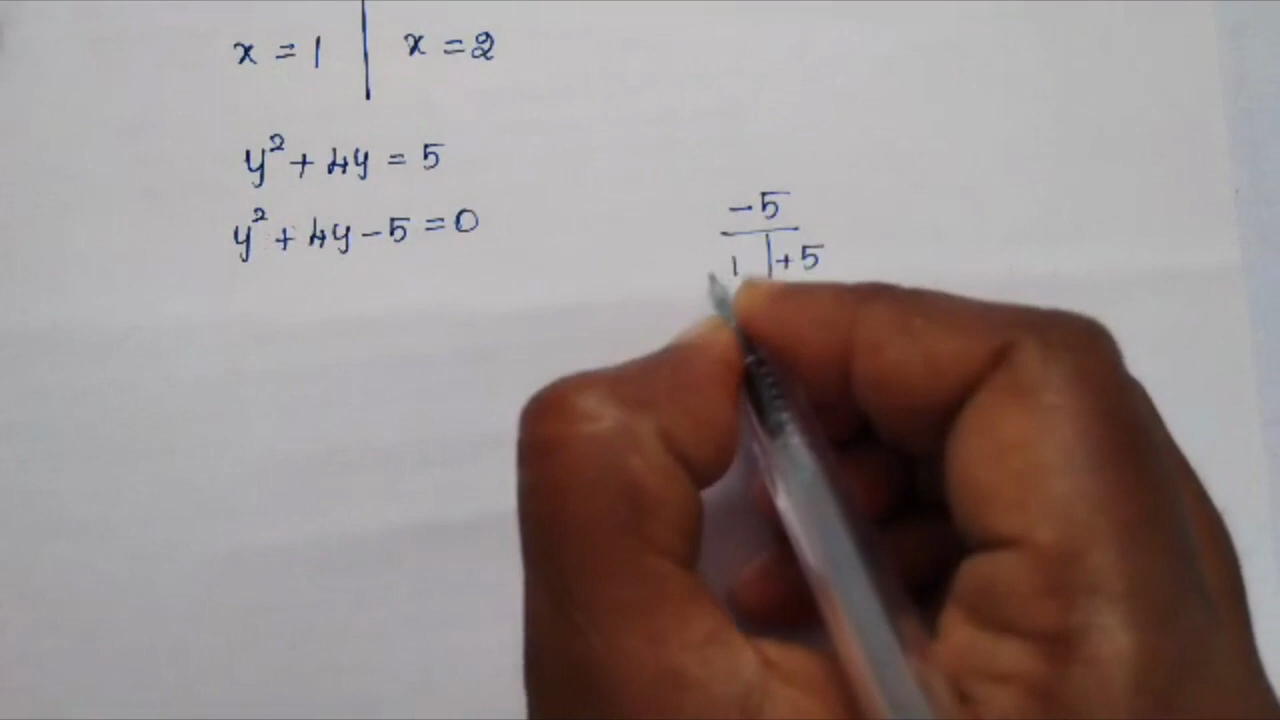 x = 1 | x = 2
y² + 4y = 5
y² + 4y - 5 = 0
-5
1 | +5